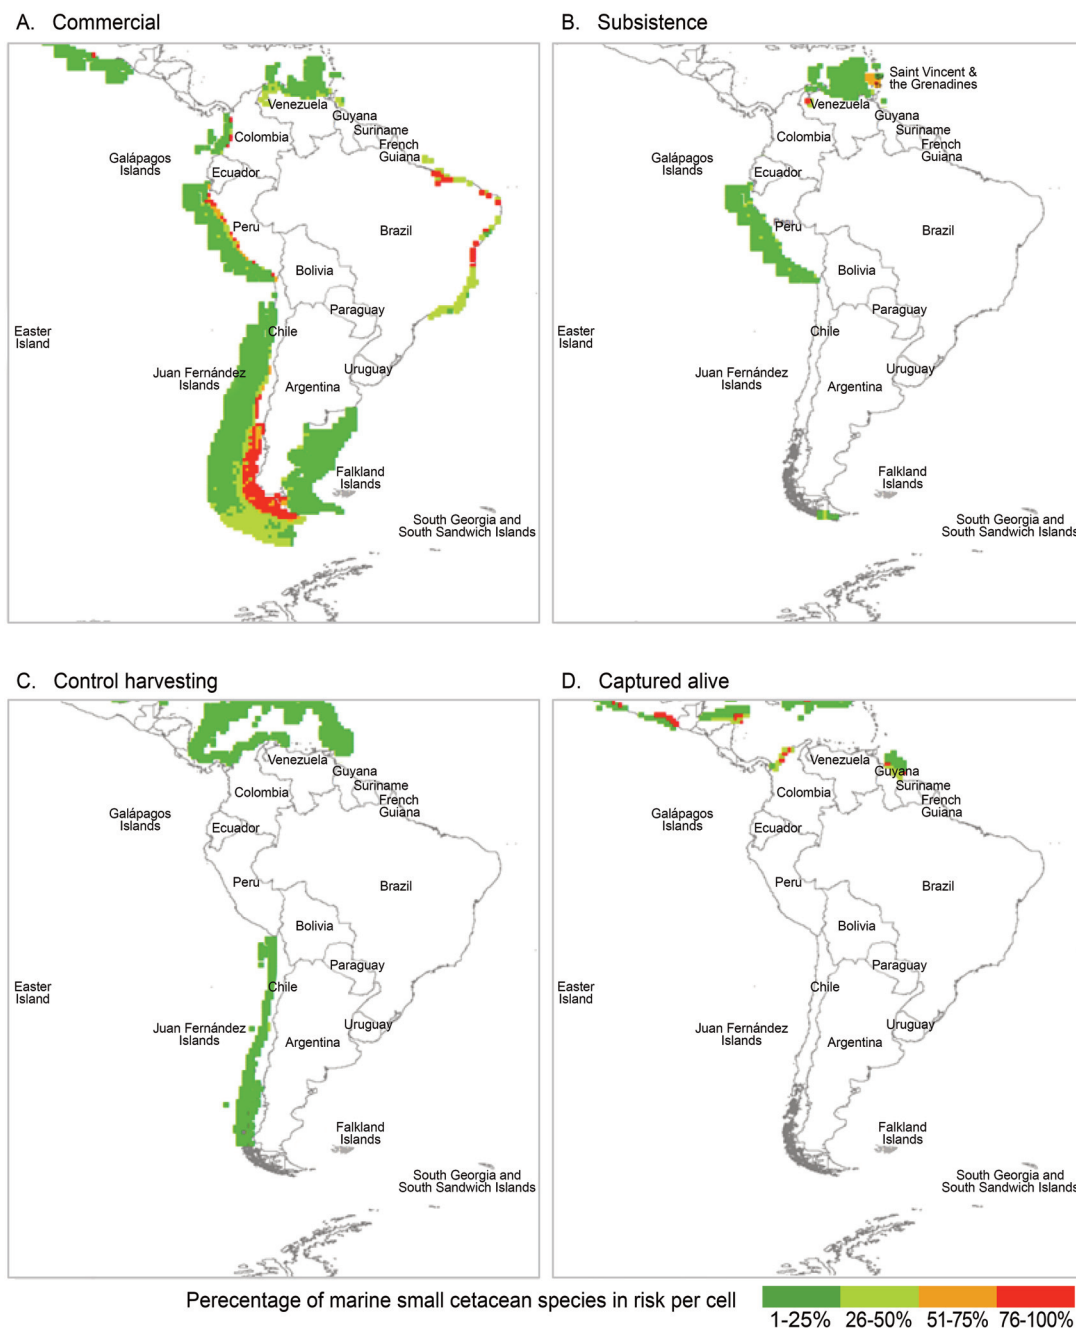 A. Commercial
Venezuela
Guyana
Suriname
French
Guiana
Colombia
Galápagos
Islands
Ecuador
Peru
Brazil
Bolivia
Paraguay
Easter
Island
Chile
Juan Fernández
Islands
Uruguay
Argentina
Falkland
Islands
South Georgia and
South Sandwich Islands
B. Subsistence
Saint Vincent &
the Grenadines
Venezuela
Guyana
Suriname
French
Guiana
Colombia
Galápagos
Islands
Ecuador
Peru
Brazil
Bolivia
Paraguay
Easter
Island
Chile
Juan Fernández
Islands
Uruguay
Argentina
Falkland
Islands
South Georgia and
South Sandwich Islands
C. Control harvesting
Venezuela
Guyana
Suriname
French
Guiana
Colombia
Galápagos
Islands
Ecuador
Peru
Brazil
Bolivia
Paraguay
Easter
Island
Chile
Juan Fernández
Islands
Uruguay
Argentina
Falkland
Islands
South Georgia and
South Sandwich Islands
D. Captured alive
Venezuela
Guyana
Suriname
French
Guiana
Colombia
Galápagos
Islands
Ecuador
Peru
Brazil
Bolivia
Paraguay
Easter
Island
Chile
Juan Fernández
Islands
Uruguay
Argentina
Falkland
Islands
South Georgia and
South Sandwich Islands
Perecentage of marine small cetacean species in risk per cell
1-25% 26-50% 51-75% 76-100%